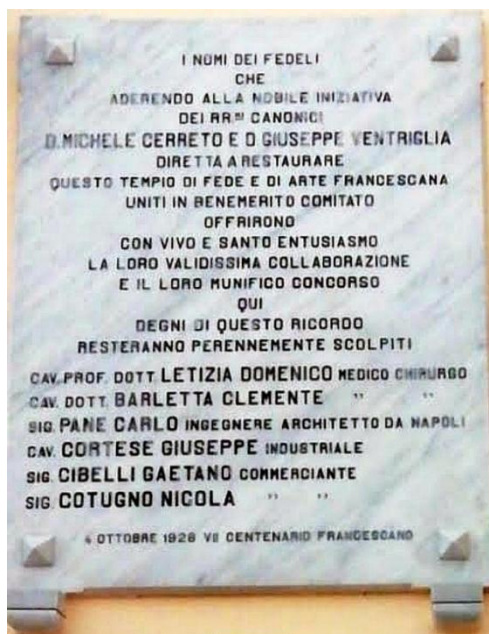 I NOMI DEI FEDELI
CHE
ADERENDO ALLA NOBILE INIZIATIVA
DEI RR.MI CANONICI
D. MICHELE CERRETO E D GIUSEPPE VENTRIGLIA
DIRETTA A RESTAURARE
QUESTO TEMPIO DI FEDE E DI ARTE FRANCESCANA
UNITI IN BENEMERITO COMITATO
OFFRIRONO
CON VIVO E SANTO ENTUSIASMO
LA LORO VALIDISSIMA COLLABORAZIONE
E IL LORO MUNIFICO CONCORSO
QUI
DEGNI DI QUESTO RICORDO
RESTERANNO PERENNEMENTE SCOLPITI
CAV. PROF. DOTT. LETIZIA DOMENICO MEDICO CHIRURGO
CAV. DOTT. BARLETTA CLEMENTE " "
SIG. PANE CARLO INGEGNERE ARCHITETTO DA NAPOLI
CAV. CORTESE GIUSEPPE INDUSTRIALE
SIG. CIBELLI GAETANO COMMERCIANTE
SIG. COTUGNO NICOLA " "
4 OTTOBRE 1926 VII CENTENARIO FRANCESCANO